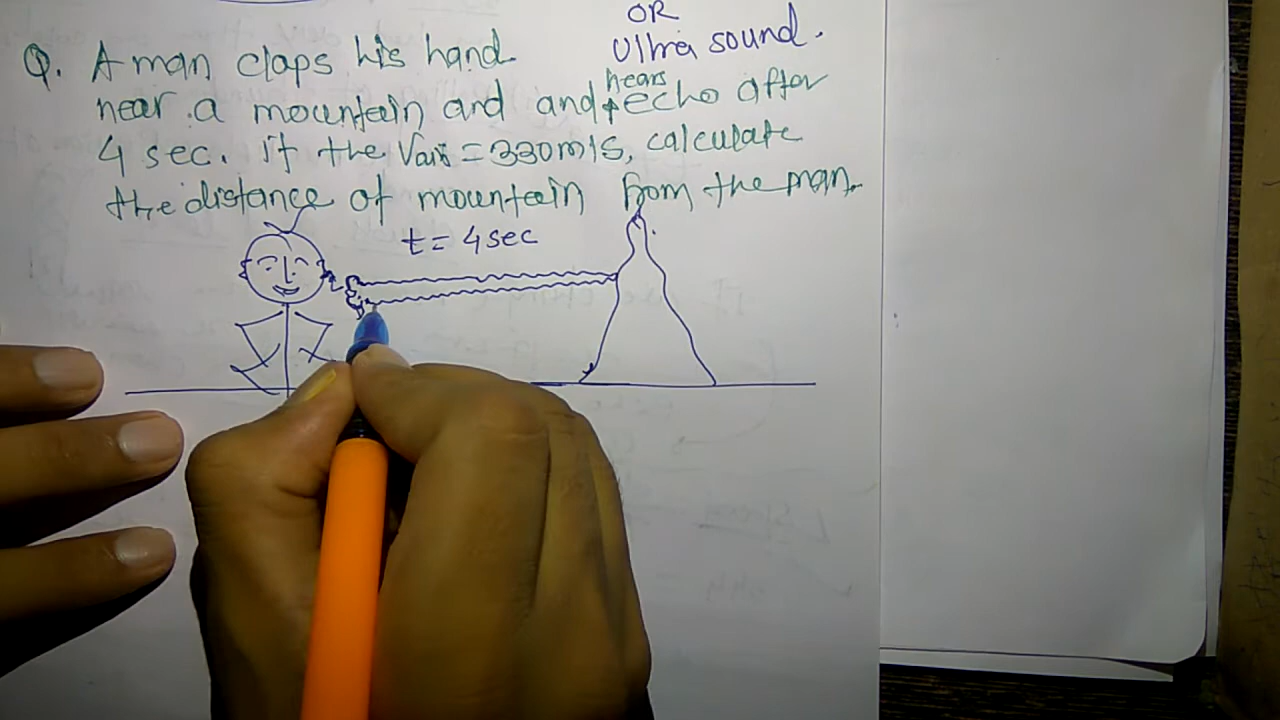 OR
Ultra sound.
Q. A man claps his hand
near a mountain and and hears echo after
4 sec. If the Vair = 330m/s, calculate
the distance of mountain from the man.
t = 4 sec